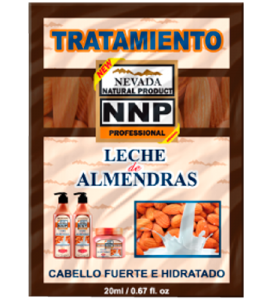 TRATAMIENTO
NEW
NEVADA
NATURAL PRODUCT
NNP
PROFESSIONAL
LECHE
de
ALMENDRAS
CABELLO FUERTE E HIDRATADO
20ml / 0.67 fl. oz